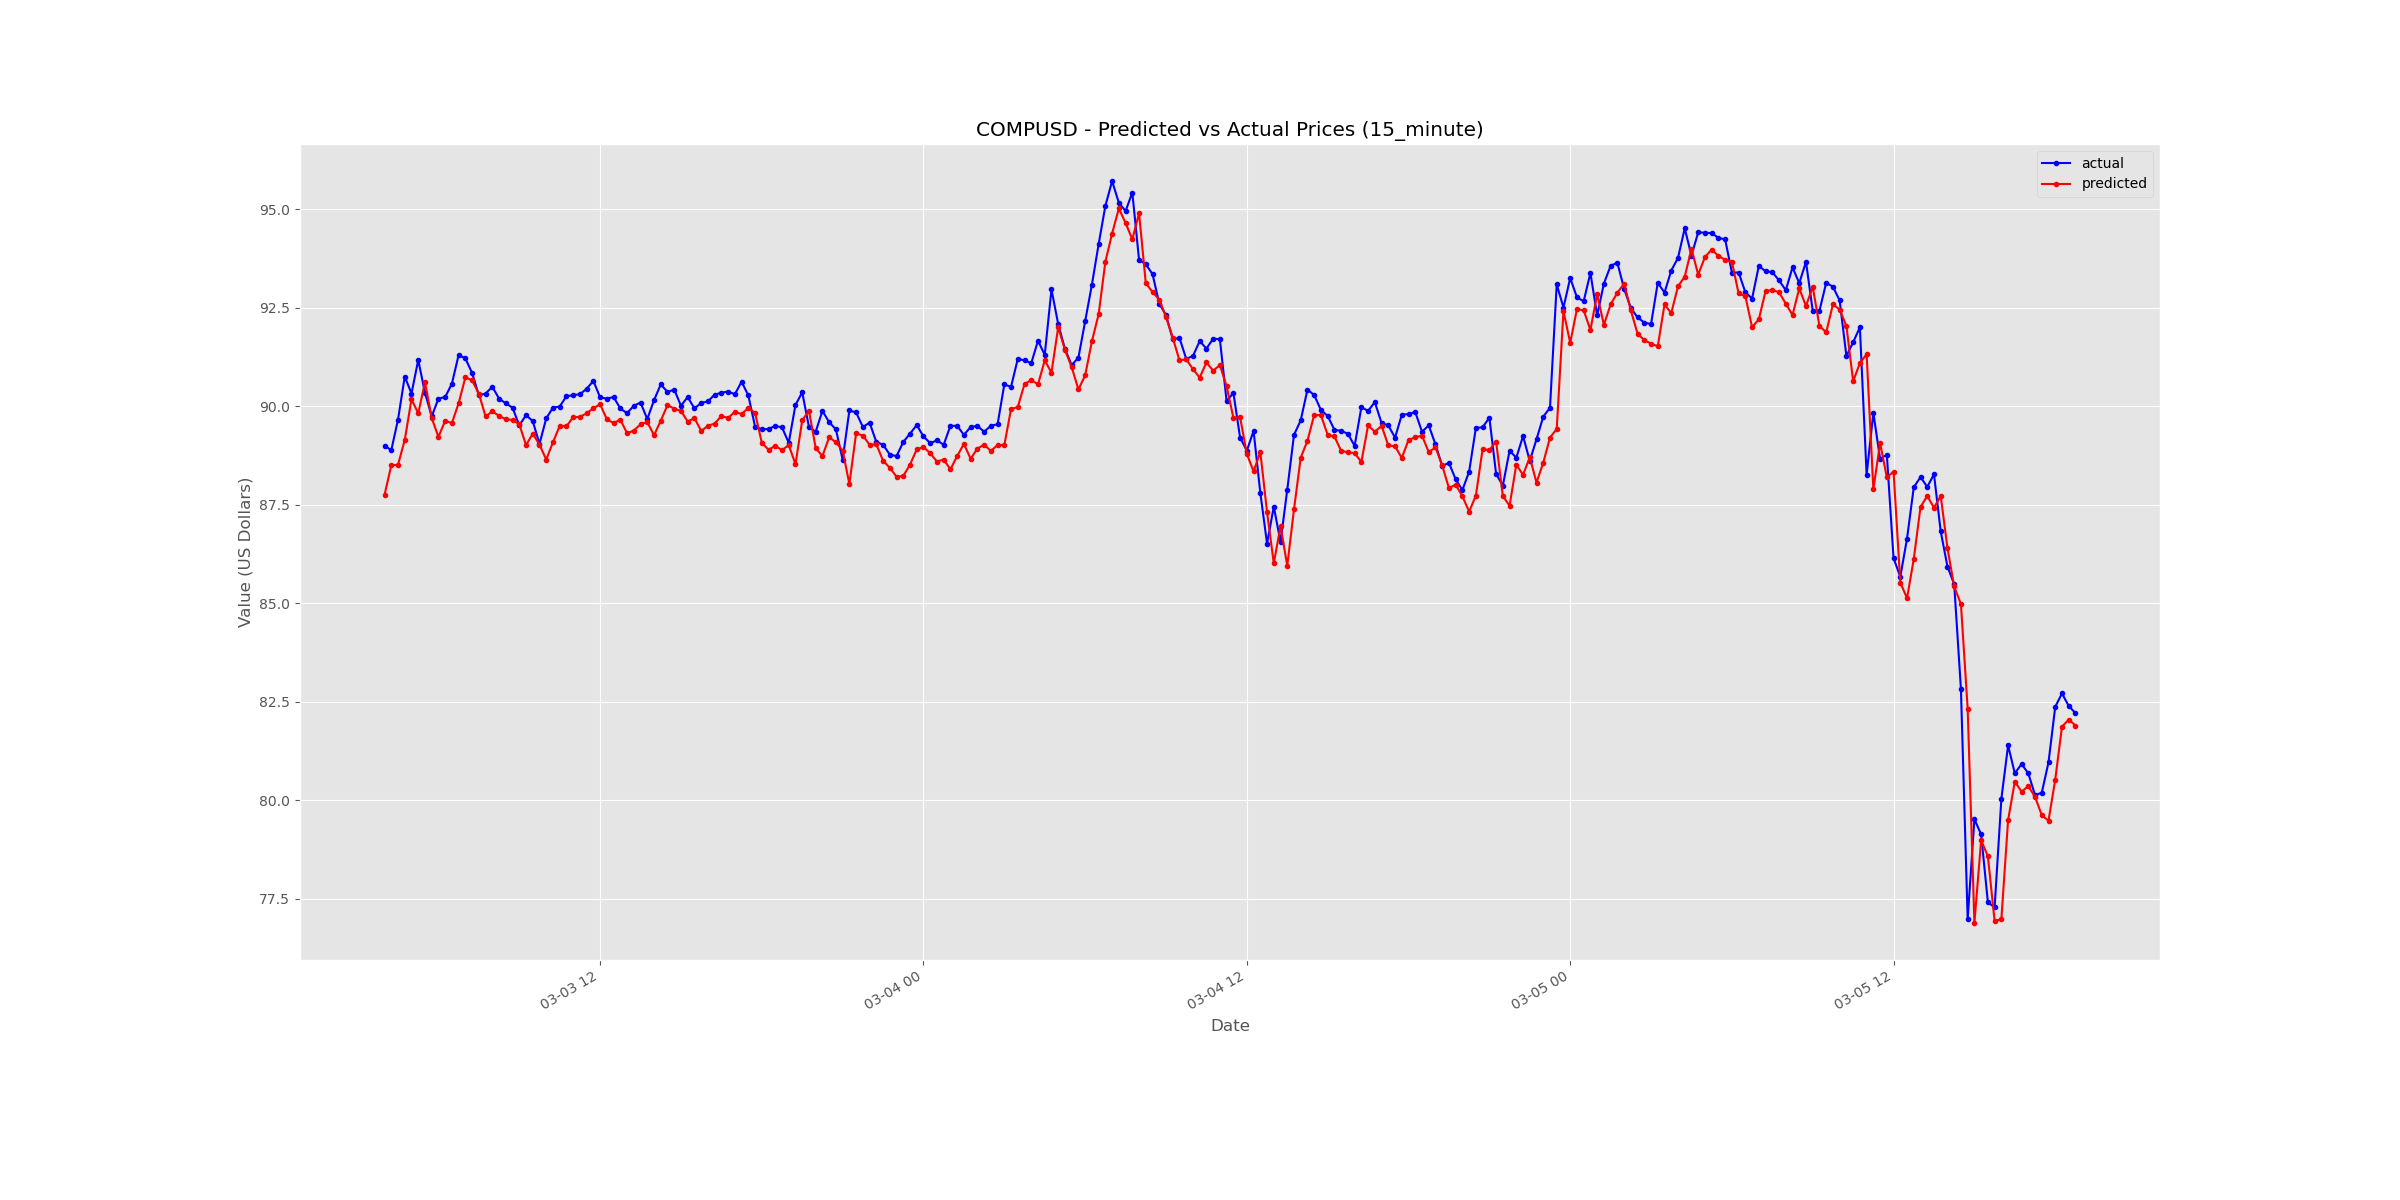 COMPUSD - Predicted vs Actual Prices (15_minute)
actual
predicted
95.0
92.5
90.0
87.5
85.0
82.5
80.0
77.5
Value (US Dollars)
03-03 12
03-04 00
03-04 12
03-05 00
03-05 12
Date